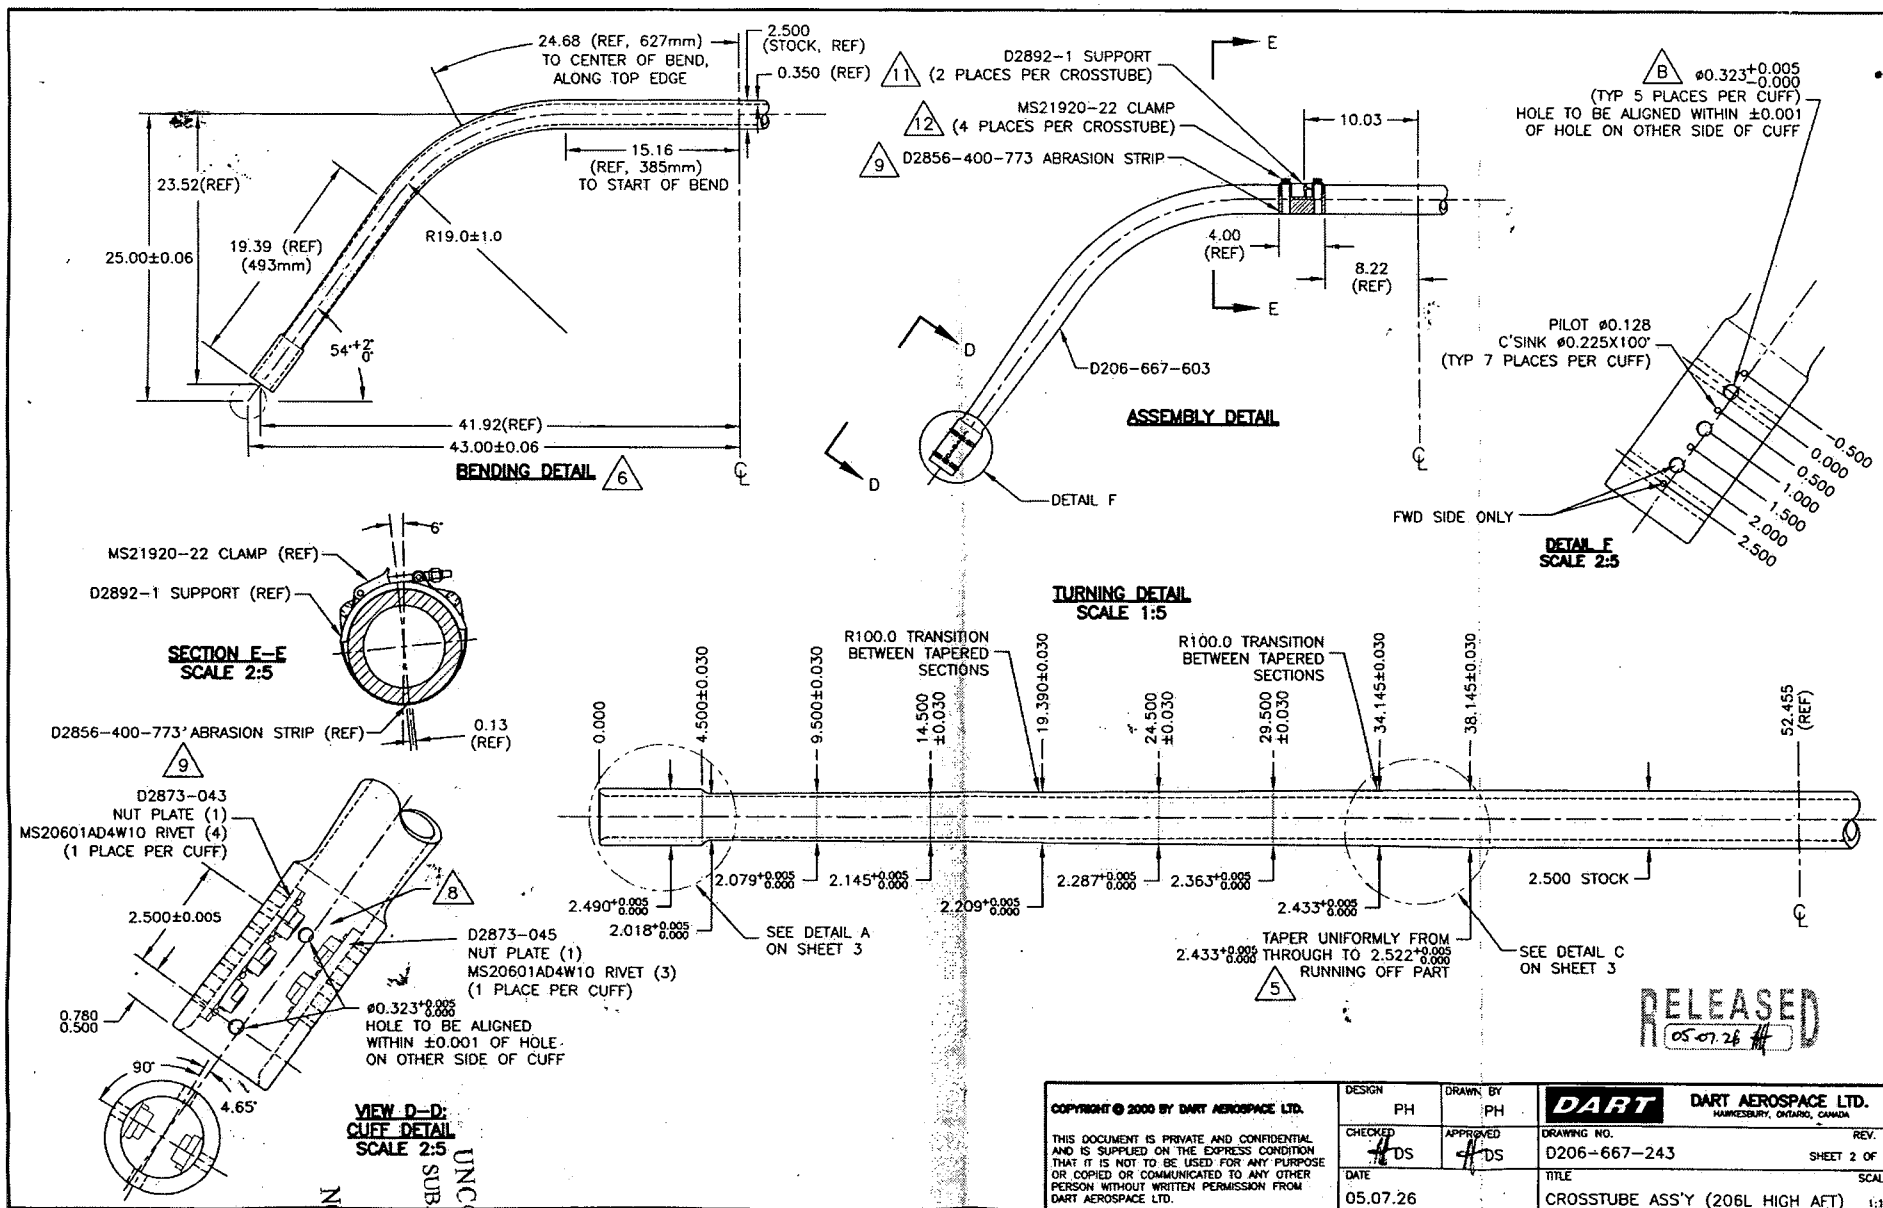 24.68 (REF, 627mm)
TO CENTER OF BEND,
ALONG TOP EDGE
2.500
(STOCK, REF)
0.350 (REF)
15.16
(REF, 385mm)
TO START OF BEND
23.52(REF)
25.00±0.06
19.39 (REF)
(493mm)
R19.0±1.0
54°+2°
0°
41.92(REF)
43.00±0.06
BENDING DETAIL
6
℄
E
D2892-1 SUPPORT
(2 PLACES PER CROSSTUBE)
11
MS21920-22 CLAMP
(4 PLACES PER CROSSTUBE)
12
D2856-400-773 ABRASION STRIP
9
10.03
4.00
(REF)
8.22
(REF)
E
D
D206-667-603
ASSEMBLY DETAIL
℄
D
DETAIL F
B
ø0.323+0.005
-0.000
(TYP 5 PLACES PER CUFF)
HOLE TO BE ALIGNED WITHIN ±0.001
OF HOLE ON OTHER SIDE OF CUFF
PILOT ø0.128
C'SINK ø0.225X100°
(TYP 7 PLACES PER CUFF)
-0.500
0.000
0.500
1.000
1.500
2.000
2.500
FWD SIDE ONLY
DETAIL F
SCALE 2:5
6°
MS21920-22 CLAMP (REF)
D2892-1 SUPPORT (REF)
SECTION E-E
SCALE 2:5
D2856-400-773 ABRASION STRIP (REF)
9
0.13
(REF)
TURNING DETAIL
SCALE 1:5
R100.0 TRANSITION
BETWEEN TAPERED
SECTIONS
R100.0 TRANSITION
BETWEEN TAPERED
SECTIONS
0.000
4.500±0.030
9.500±0.030
14.500
±0.030
19.390±0.030
24.500
±0.030
29.500
±0.030
34.145±0.030
38.145±0.030
52.455
(REF)
2.490+0.005
0.000
2.018+0.005
0.000
2.079+0.005
0.000
2.145+0.005
0.000
2.209+0.005
0.000
2.287+0.005
0.000
2.363+0.005
0.000
2.433+0.005
0.000
2.500 STOCK
℄
SEE DETAIL A
ON SHEET 3
TAPER UNIFORMLY FROM
2.433+0.005 0.000 THROUGH TO 2.522+0.005 0.000
RUNNING OFF PART
5
SEE DETAIL C
ON SHEET 3
D2873-043
NUT PLATE (1)
MS20601AD4W10 RIVET (4)
(1 PLACE PER CUFF)
8
2.500±0.005
D2873-045
NUT PLATE (1)
MS20601AD4W10 RIVET (3)
(1 PLACE PER CUFF)
0.780
0.500
ø0.323+0.005
0.000
HOLE TO BE ALIGNED
WITHIN ±0.001 OF HOLE
ON OTHER SIDE OF CUFF
90°
4.65°
VIEW D-D:
CUFF DETAIL
SCALE 2:5
RELEASED
05.07.26
COPYRIGHT © 2000 BY DART AEROSPACE LTD.
THIS DOCUMENT IS PRIVATE AND CONFIDENTIAL
AND IS SUPPLIED ON THE EXPRESS CONDITION
THAT IT IS NOT TO BE USED FOR ANY PURPOSE
OR COPIED OR COMMUNICATED TO ANY OTHER
PERSON WITHOUT WRITTEN PERMISSION FROM
DART AEROSPACE LTD.
DESIGN
PH
DRAWN BY
PH
CHECKED
DS
APPROVED
DS
DATE
05.07.26
DART
DART AEROSPACE LTD.
HAWKESBURY, ONTARIO, CANADA
DRAWING NO.
REV.
D206-667-243
SHEET 2 OF
TITLE
CROSSTUBE ASS'Y (206L HIGH AFT)